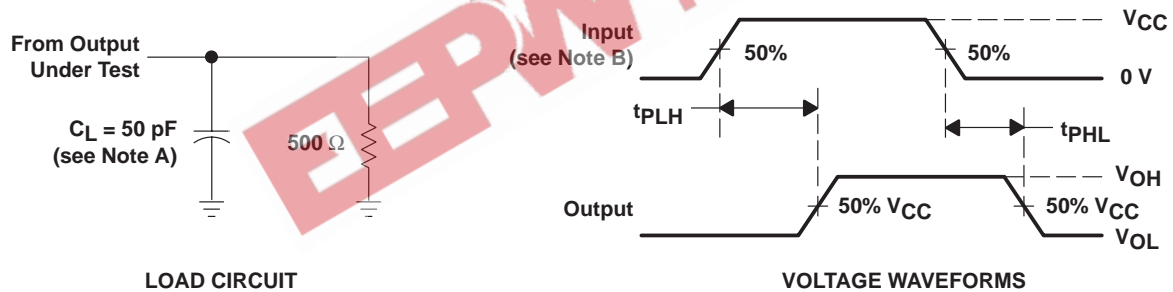 From Output
Under Test
CL = 50 pF
(see Note A)
500 Ω
LOAD CIRCUIT
Input
(see Note B)
50%
50%
VCC
0 V
tPLH
tPHL
Output
50% VCC
VOH
50% VCC
VOL
VOLTAGE WAVEFORMS